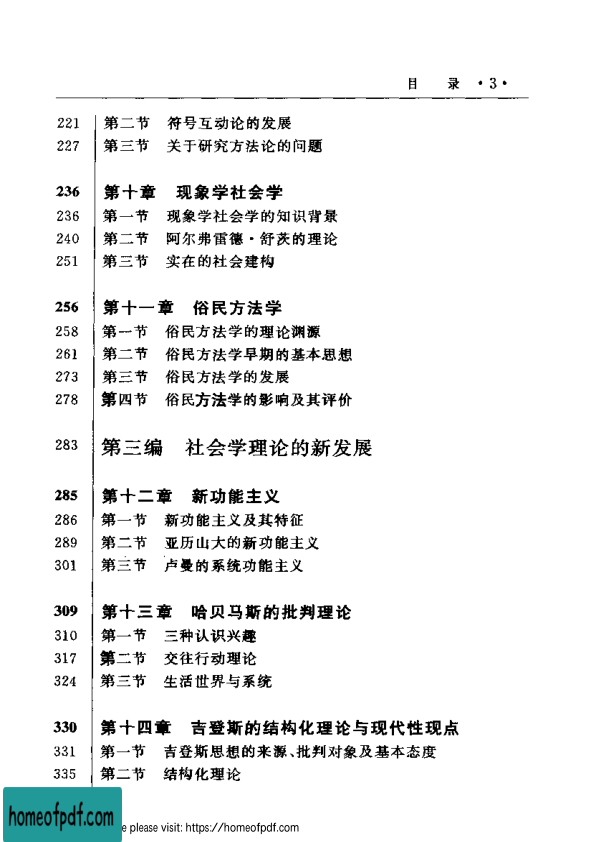 目 录 ·3·
221 第二节 符号互动论的发展
227 第三节 关于研究方法论的问题
236 第十章 现象学社会学
236 第一节 现象学社会学的知识背景
240 第二节 阿尔弗雷德·舒茨的理论
251 第三节 实在的社会建构
256 第十一章 俗民方法学
258 第一节 俗民方法学的理论渊源
261 第二节 俗民方法学早期的基本思想
273 第三节 俗民方法学的发展
278 第四节 俗民方法学的影响及其评价
283 第三编 社会学理论的新发展
285 第十二章 新功能主义
286 第一节 新功能主义及其特征
289 第二节 亚历山大的新功能主义
301 第三节 卢曼的系统功能主义
309 第十三章 哈贝马斯的批判理论
310 第一节 三种认识兴趣
317 第二节 交往行动理论
324 第三节 生活世界与系统
330 第十四章 吉登斯的结构化理论与现代性现点
331 第一节 吉登斯思想的来源、批判对象及基本态度
335 第二节 结构化理论
homeofpdf.com
e please visit: https://homeofpdf.com